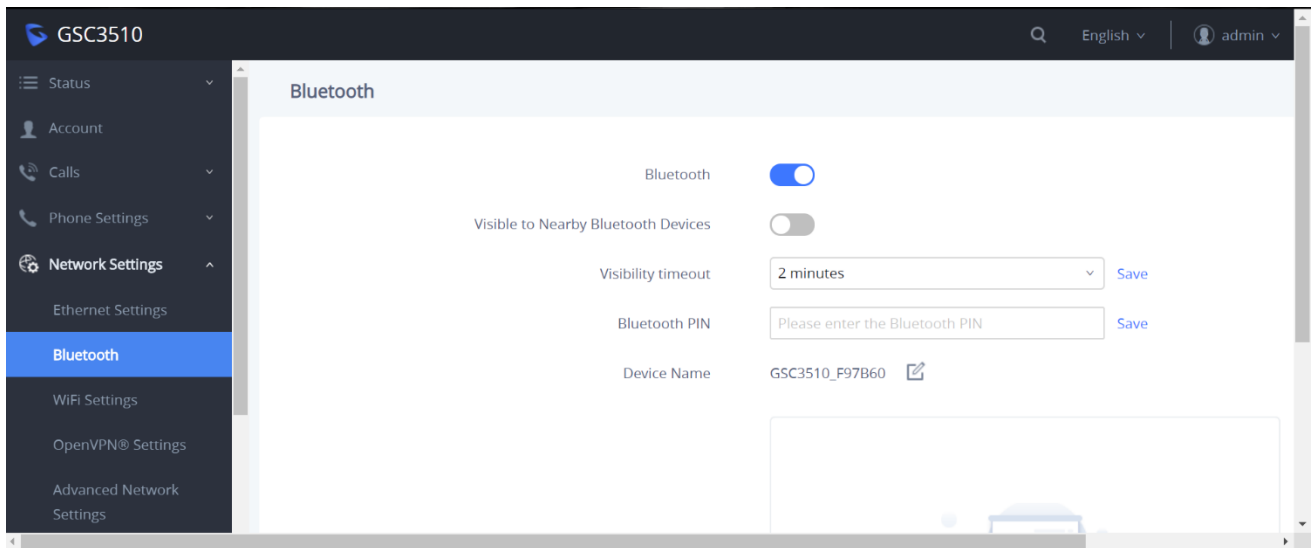 GSC3510
English
admin
Status
Account
Calls
Phone Settings
Network Settings
Ethernet Settings
Bluetooth
WiFi Settings
OpenVPN® Settings
Advanced Network
Settings
Bluetooth
Bluetooth
Visible to Nearby Bluetooth Devices
Visibility timeout 2 minutes Save
Bluetooth PIN Please enter the Bluetooth PIN Save
Device Name GSC3510_F97B60